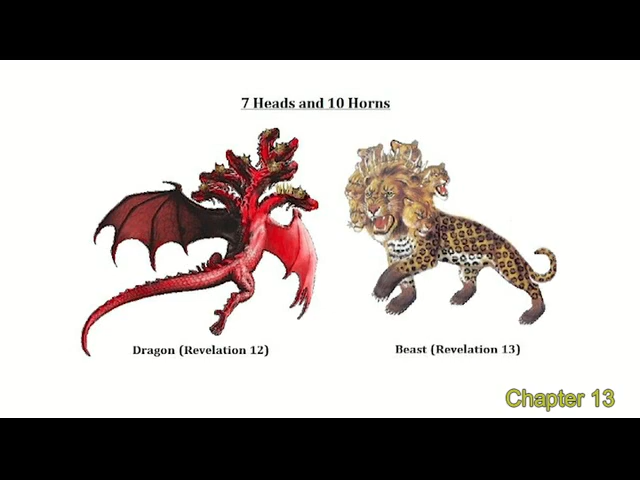 7 Heads and 10 Horns
Dragon (Revelation 12)
Beast (Revelation 13)
Chapter 13